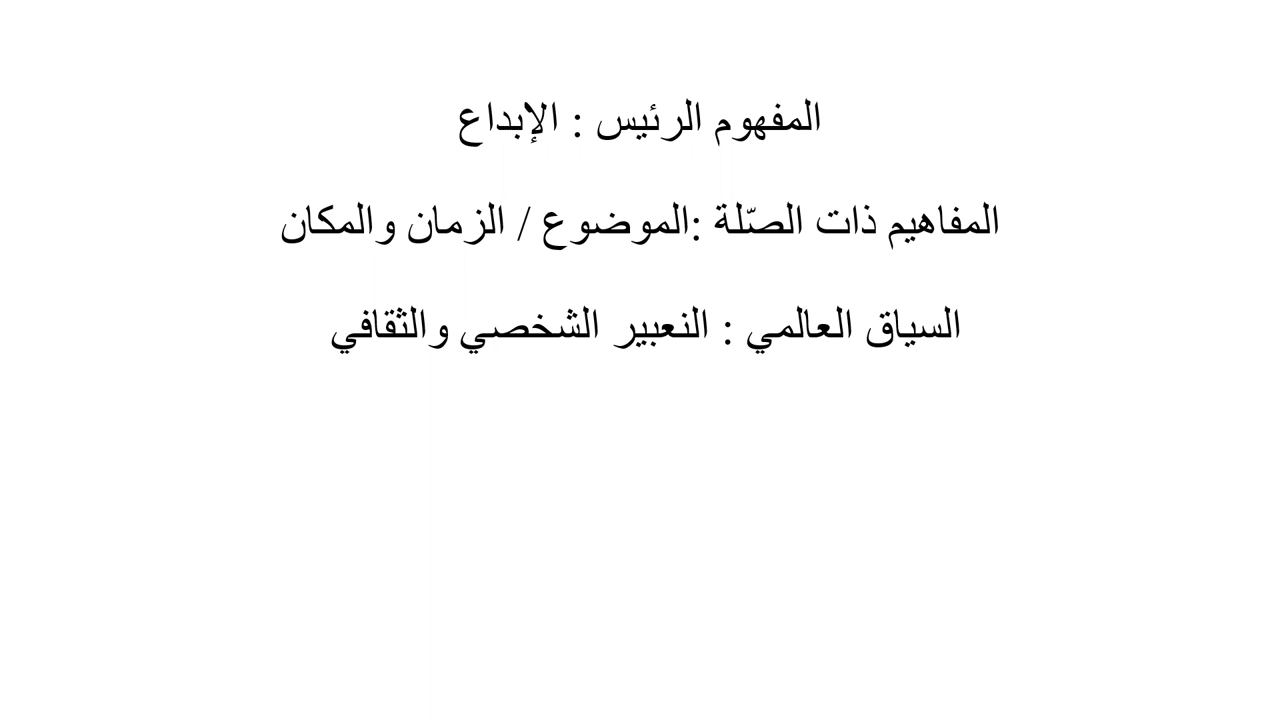 المفهوم الرئيس : الإبداع
المفاهيم ذات الصّلة :الموضوع / الزمان والمكان
السياق العالمي : النعبير الشخصي والثقافي